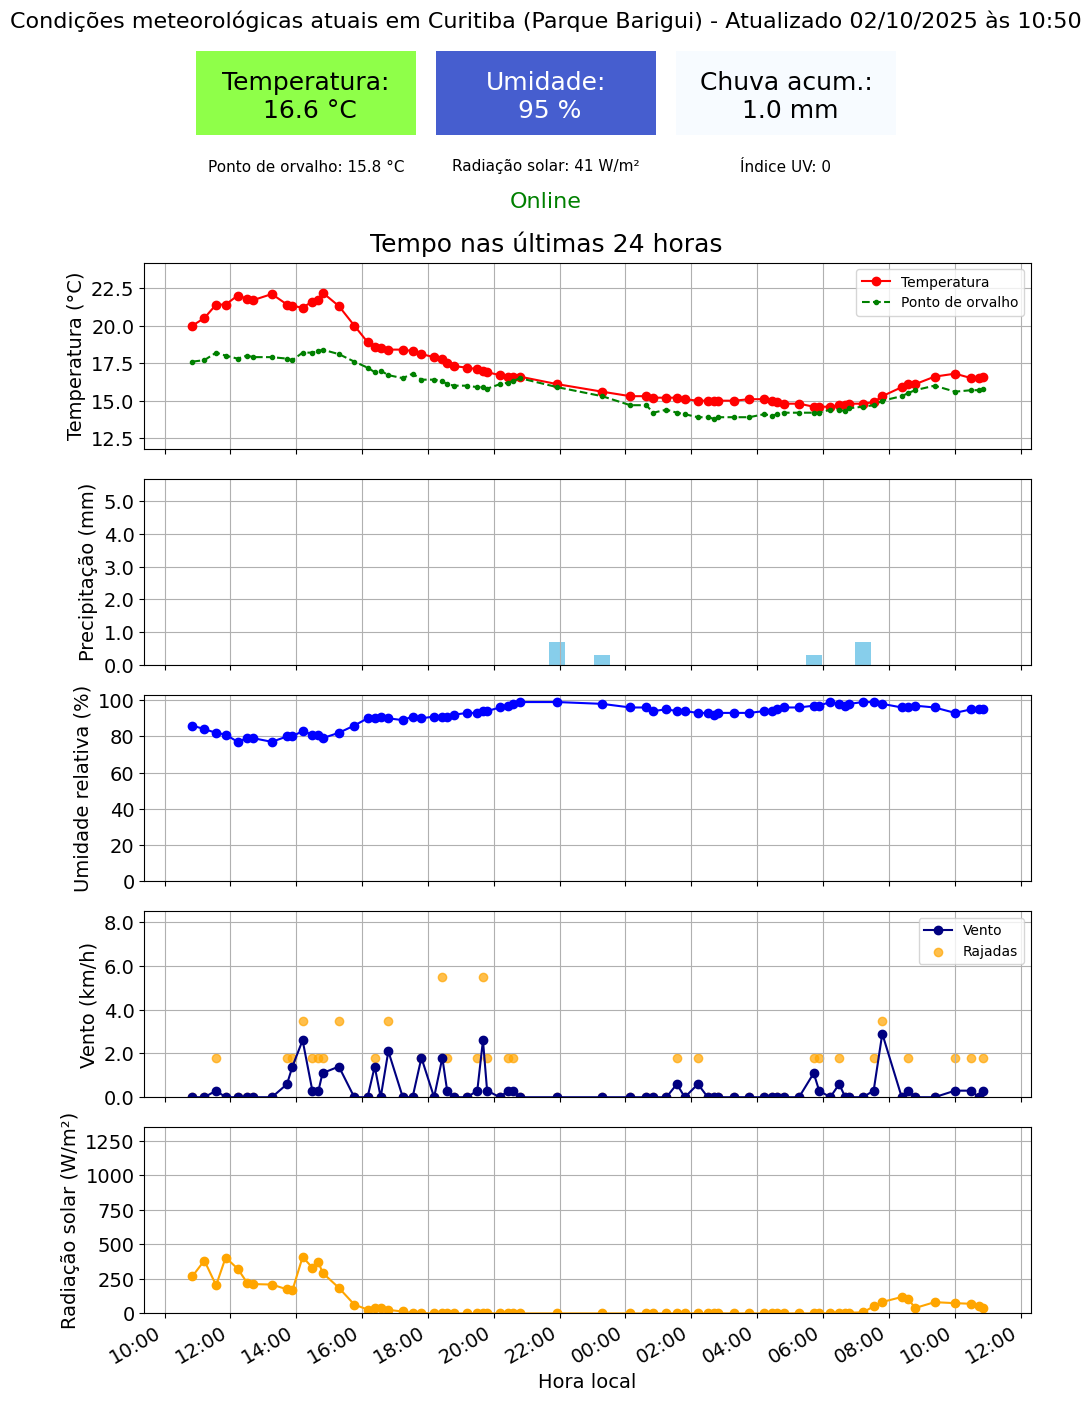 Condições meteorológicas atuais em Curitiba (Parque Barigui) - Atualizado 02/10/2025 às 10:50
Temperatura:
16.6 °C
Umidade:
95 %
Chuva acum.:
1.0 mm
Ponto de orvalho: 15.8 °C
Radiação solar: 41 W/m²
Índice UV: 0
Online
Tempo nas últimas 24 horas
Temperatura (°C)
22.5
20.0
17.5
15.0
12.5
Temperatura
Ponto de orvalho
Precipitação (mm)
5.0
4.0
3.0
2.0
1.0
0.0
Umidade relativa (%)
100
80
60
40
20
0
Vento (km/h)
8.0
6.0
4.0
2.0
0.0
Vento
Rajadas
Radiação solar (W/m²)
1250
1000
750
500
250
0
10:00
12:00
14:00
16:00
18:00
20:00
22:00
00:00
02:00
04:00
06:00
08:00
10:00
12:00
Hora local